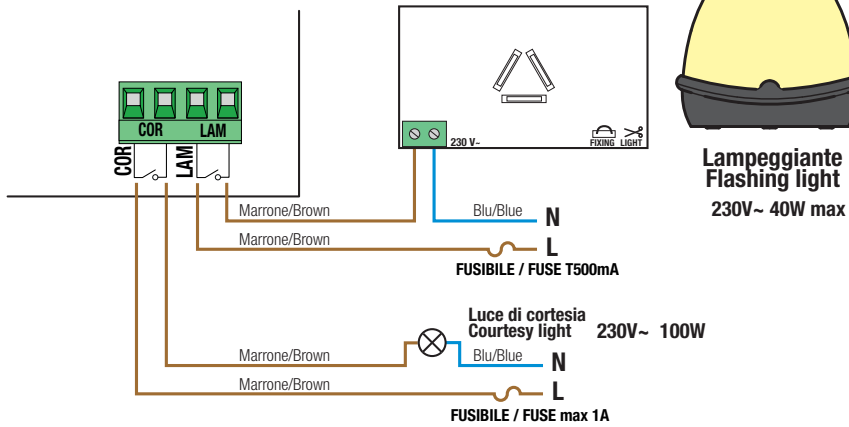 COR LAM
COR
LAM
230 V~
FIXING LIGHT
Lampeggiante
Flashing light
230V~ 40W max
Marrone/Brown
Blu/Blue
N
Marrone/Brown
L
FUSIBILE / FUSE T500mA
Luce di cortesia
Courtesy light 230V~ 100W
Marrone/Brown
Blu/Blue
N
Marrone/Brown
L
FUSIBILE / FUSE max 1A